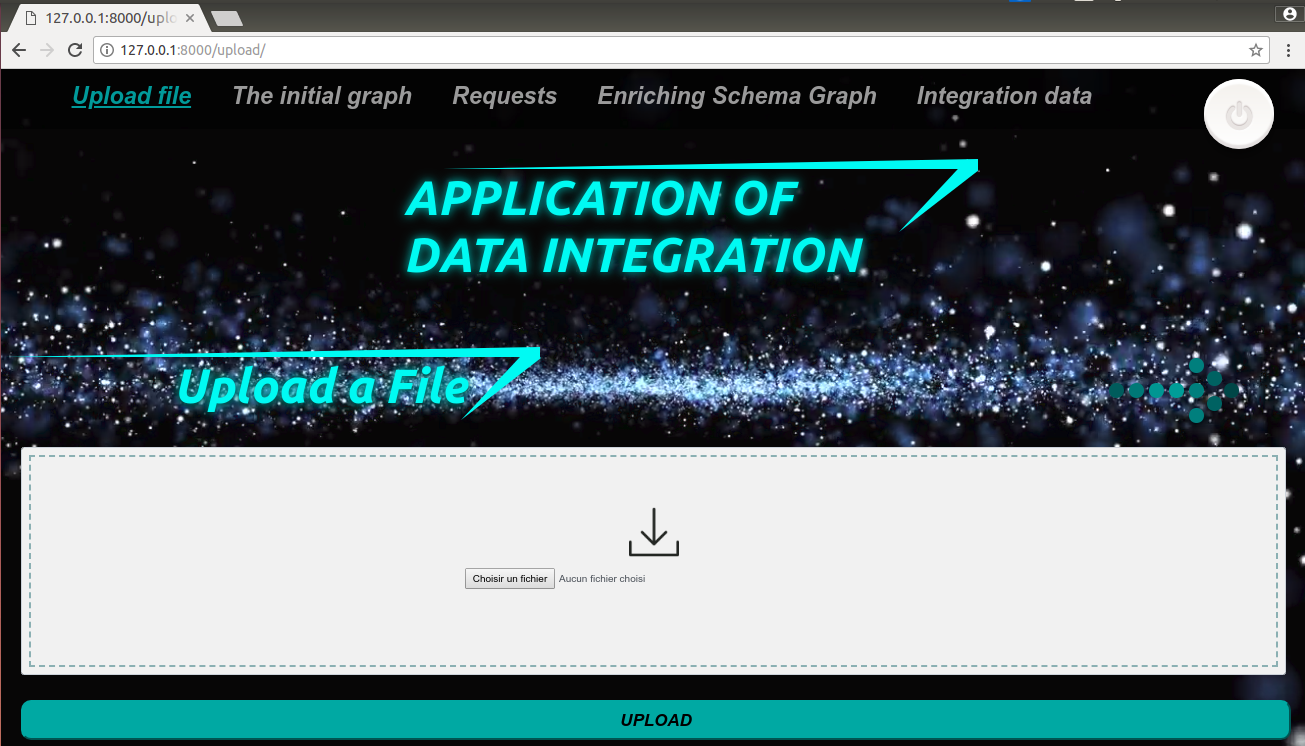 127.0.0.1:8000/uplo
127.0.0.1:8000/upload/
Upload file The initial graph Requests Enriching Schema Graph Integration data
APPLICATION OF
DATA INTEGRATION
Upload a File
Choisir un fichier Aucun fichier choisi
UPLOAD